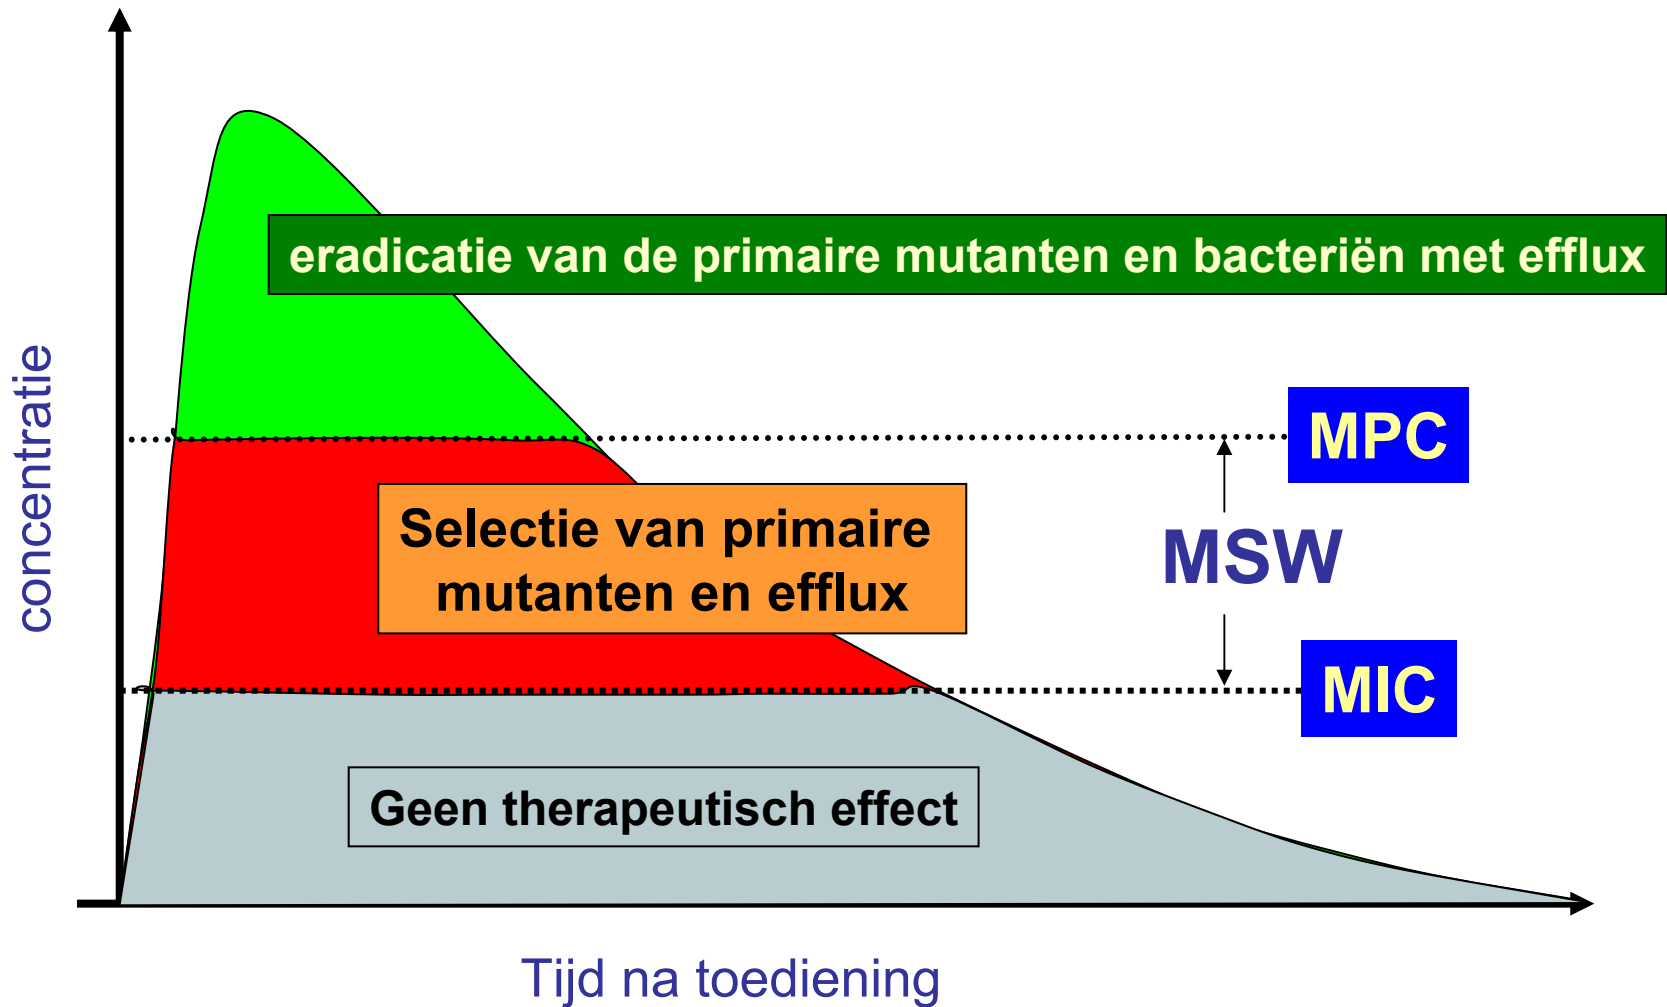 eradicatie van de primaire mutanten en bacteriën met efflux
concentratie
MPC
Selectie van primaire
mutanten en efflux
MSW
MIC
Geen therapeutisch effect
Tijd na toediening